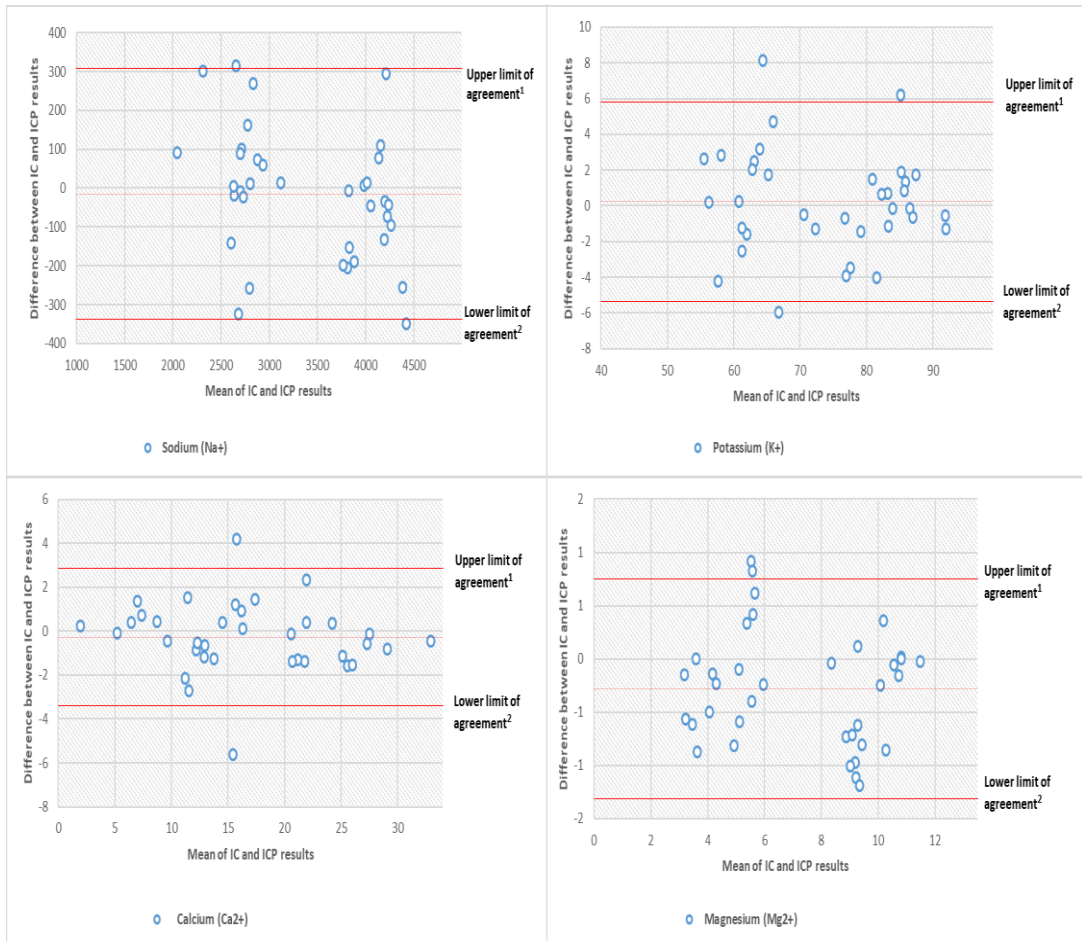 Difference between IC and ICP results
400
300
200
100
0
-100
-200
-300
-400
1000 1500 2000 2500 3000 3500 4000 4500
Mean of IC and ICP results
Upper limit of
agreement1
Lower limit of
agreement2
Sodium (Na+)
Difference between IC and ICP results
10
8
6
4
2
0
-2
-4
-6
-8
40 50 60 70 80 90
Mean of IC and ICP results
Upper limit of
agreement1
Lower limit of
agreement2
Potassium (K+)
Difference between IC and ICP results
6
4
2
0
-2
-4
-6
-8
0 5 10 15 20 25 30
Mean of IC and ICP results
Upper limit of
agreement1
Lower limit of
agreement2
Calcium (Ca2+)
Difference between IC and ICP results
2
1
1
0
-1
-1
-2
0 2 4 6 8 10 12
Mean of IC and ICP results
Upper limit of
agreement1
Lower limit of
agreement2
Magnesium (Mg2+)